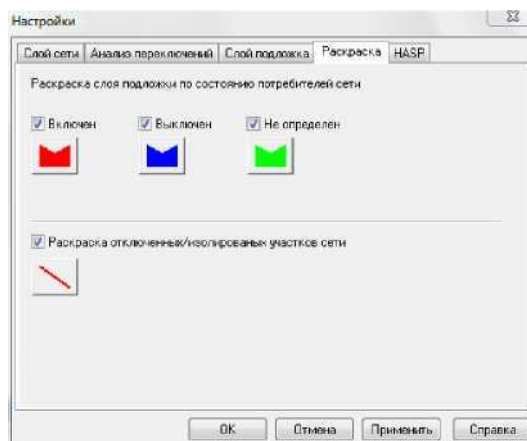 Настройки
Слой сети Анализ переключений Слой подложка Раскраска HASP
Раскраска слоя подложки по состоянию потребителей сети
Включен Выключен Не определен
Раскраска отключенных/изолированых участков сети
OK Отмена Применить Справка